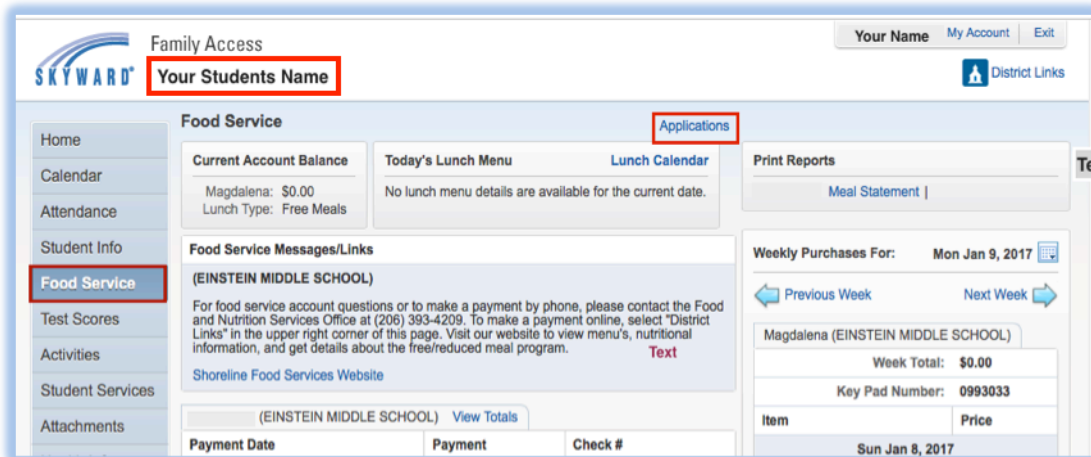 Family Access
SKYWARD®
Your Students Name
Your Name My Account Exit
District Links
Home
Calendar
Attendance
Student Info
Food Service
Test Scores
Activities
Student Services
Attachments
Food Service
Applications
Current Account Balance
Magdalena: $0.00
Lunch Type: Free Meals
Today's Lunch Menu Lunch Calendar
No lunch menu details are available for the current date.
Print Reports
Meal Statement |
Food Service Messages/Links
(EINSTEIN MIDDLE SCHOOL)
For food service account questions or to make a payment by phone, please contact the Food
and Nutrition Services Office at (206) 393-4209. To make a payment online, select "District
Links" in the upper right corner of this page. Visit our website to view menu's, nutritional
information, and get details about the free/reduced meal program.
Text
Shoreline Food Services Website
(EINSTEIN MIDDLE SCHOOL) View Totals
Payment Date Payment Check #
Weekly Purchases For: Mon Jan 9, 2017
Previous Week Next Week
Magdalena (EINSTEIN MIDDLE SCHOOL)
Week Total: $0.00
Key Pad Number: 0993033
Item Price
Sun Jan 8, 2017